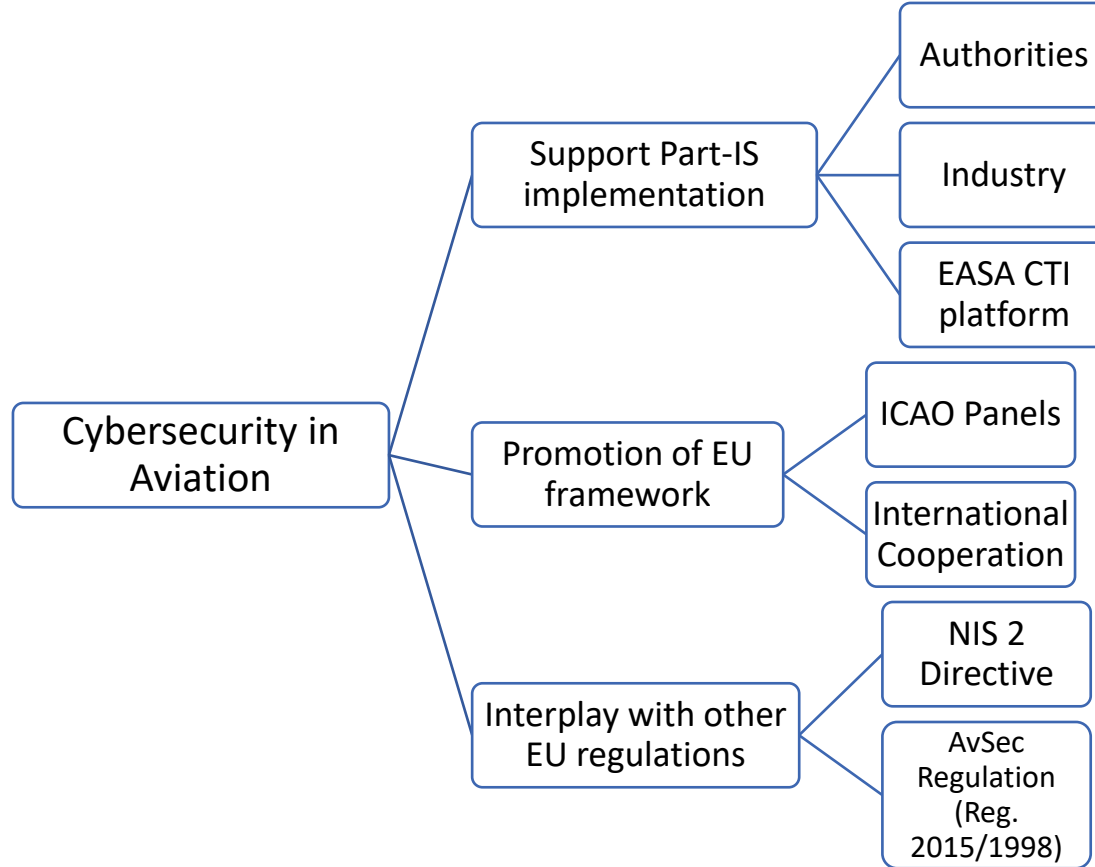 Cybersecurity in
Aviation
Support Part-IS
implementation
Authorities
Industry
EASA CTI
platform
Promotion of EU
framework
ICAO Panels
International
Cooperation
Interplay with other
EU regulations
NIS 2
Directive
AvSec
Regulation
(Reg.
2015/1998)